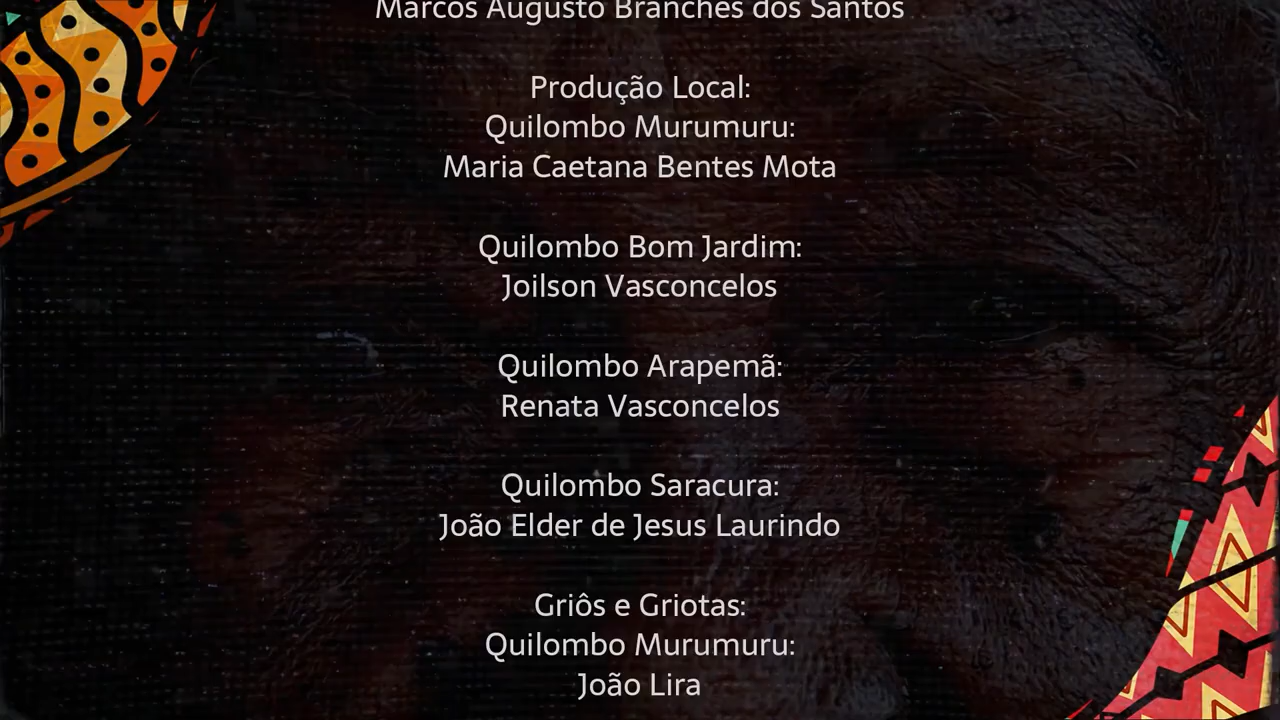 Marcos Augusto Branches dos Santos
Produção Local:
Quilombo Murumuru:
Maria Caetana Bentes Mota
Quilombo Bom Jardim:
Joilson Vasconcelos
Quilombo Arapemã:
Renata Vasconcelos
Quilombo Saracura:
João Elder de Jesus Laurindo
Griôs e Griotas:
Quilombo Murumuru:
João Lira